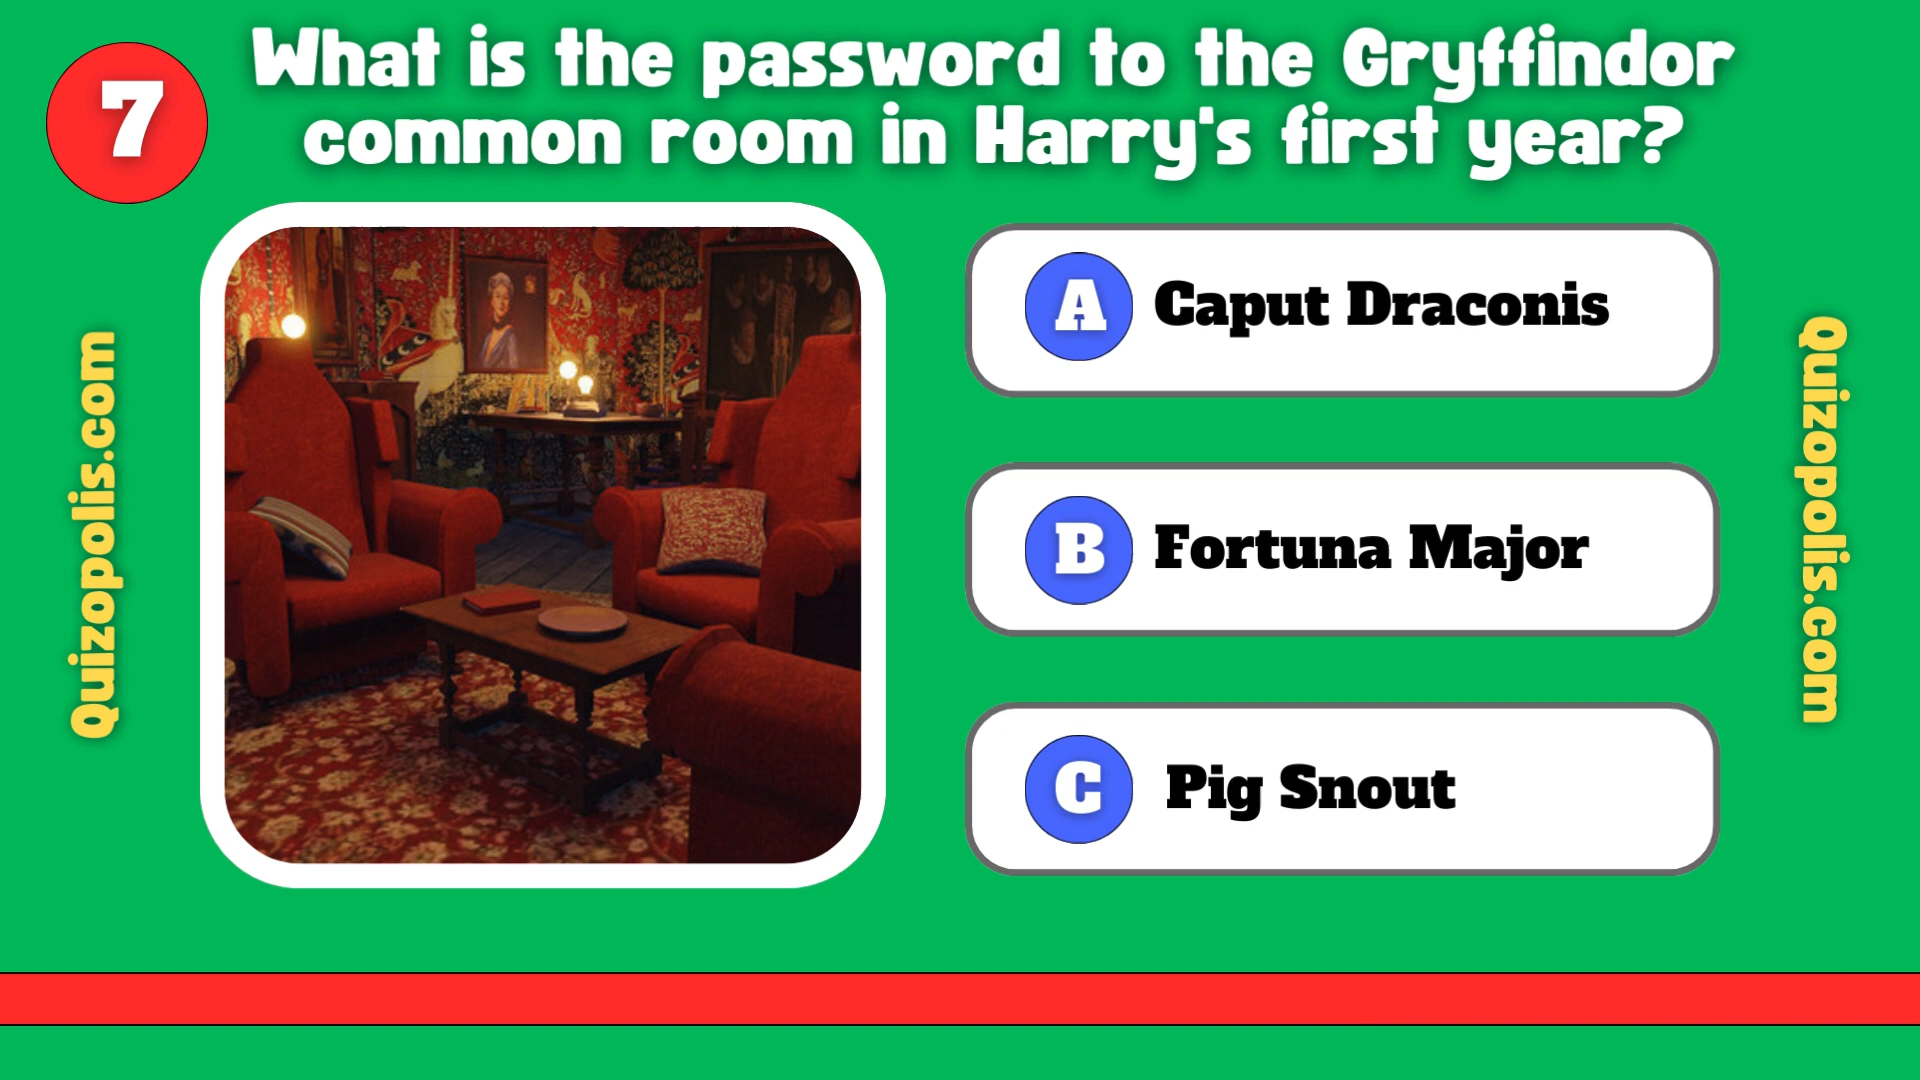 7
What is the password to the Gryffindor
common room in Harry's first year?
Quizopolis.com
A Caput Draconis
B Fortuna Major
C Pig Snout
Quizopolis.com